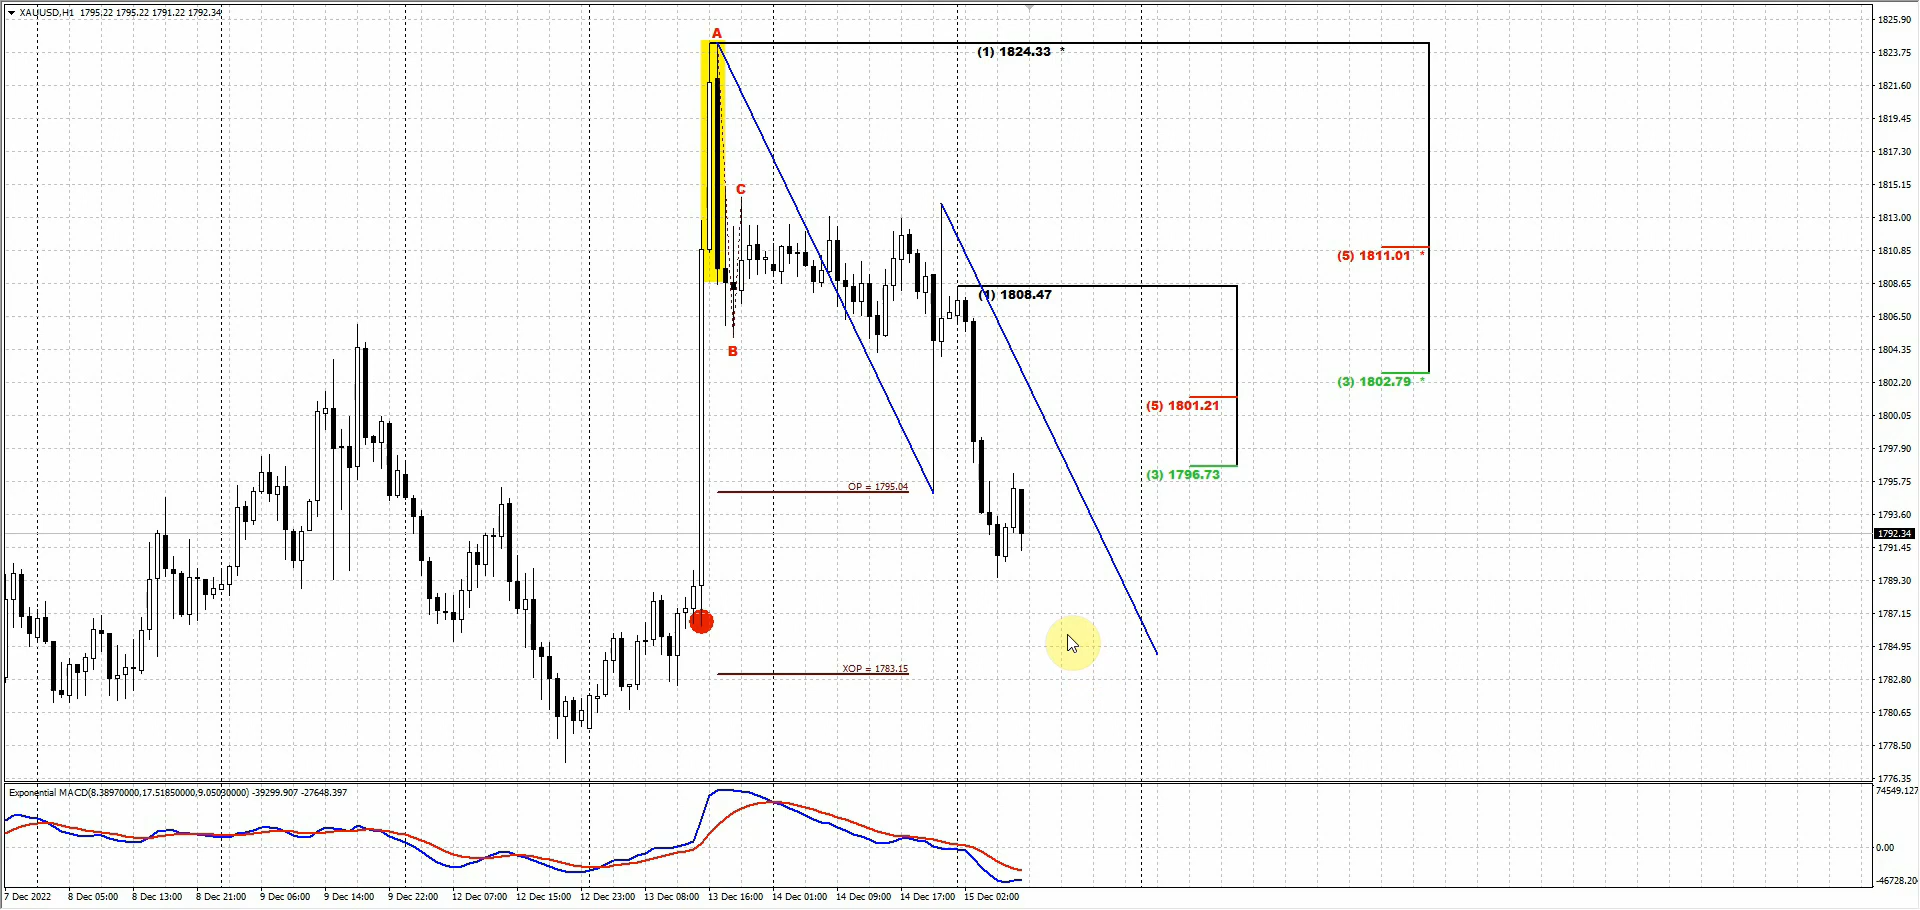 XAUUSD,H1 1795.22 1795.22 1791.22 1792.34
A
(1) 1824.33 *
C
(5) 1811.01 *
(1) 1808.47
B
(3) 1802.79 *
(5) 1801.21
(3) 1796.73
OP = 1795.04
XOP = 1783.15
1825.90
1823.75
1821.60
1819.45
1817.30
1815.15
1813.00
1810.85
1808.65
1806.50
1804.35
1802.20
1800.05
1797.90
1795.75
1793.60
1792.34
1791.45
1789.30
1787.15
1784.95
1782.80
1780.65
1778.50
1776.35
Exponential MACD(8.38970000,17.51850000,9.05030000) -39299.907 -27648.397
74549.127
0.00
-46728.20
7 Dec 2022
8 Dec 05:00
8 Dec 13:00
8 Dec 21:00
9 Dec 06:00
9 Dec 14:00
9 Dec 22:00
12 Dec 07:00
12 Dec 15:00
12 Dec 23:00
13 Dec 08:00
13 Dec 16:00
14 Dec 01:00
14 Dec 09:00
14 Dec 17:00
15 Dec 02:00